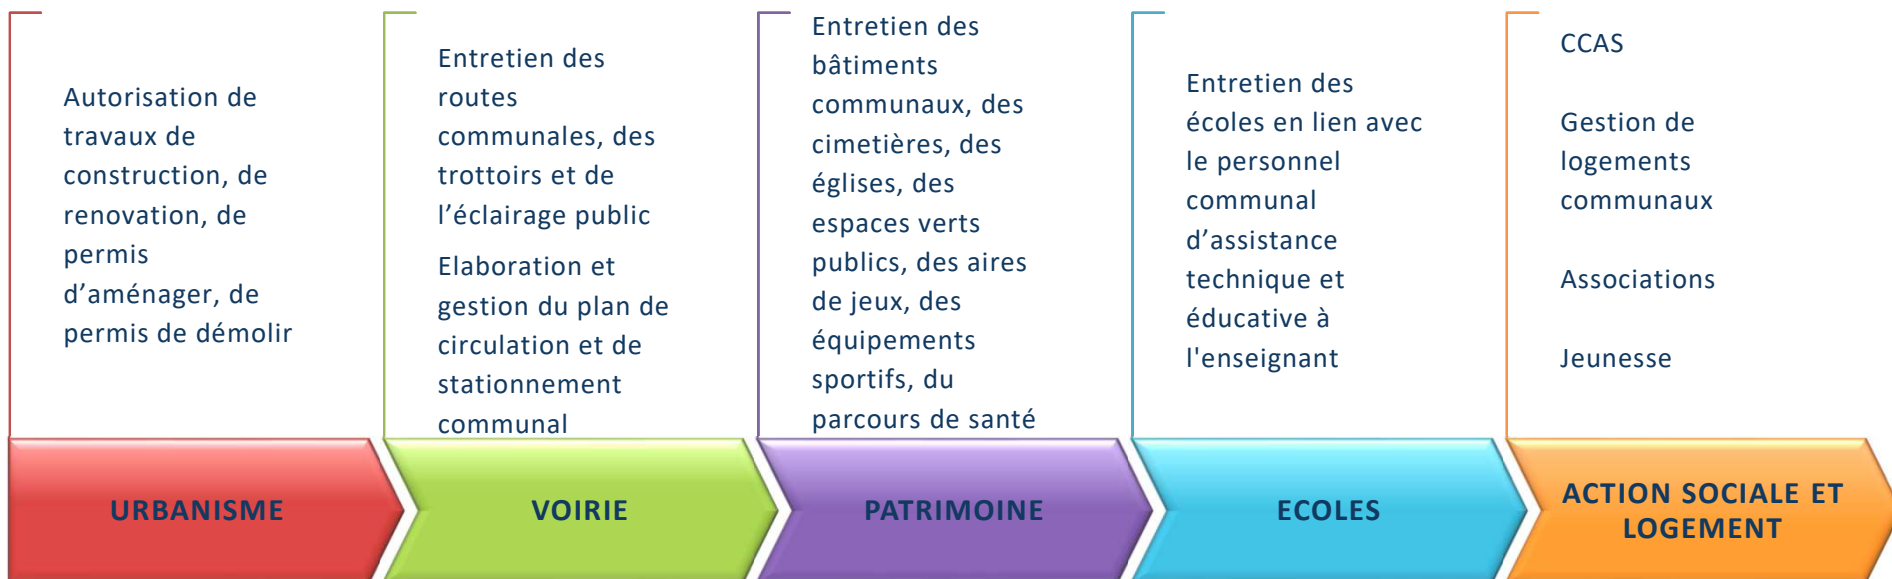 Autorisation de
travaux de
construction, de
renovation, de
permis
d’aménager, de
permis de démolir
URBANISME
Entretien des
routes
communales, des
trottoirs et de
l’éclairage public
Elaboration et
gestion du plan de
circulation et de
stationnement
communal
VOIRIE
Entretien des
bâtiments
communaux, des
cimetières, des
églises, des
espaces verts
publics, des aires
de jeux, des
équipements
sportifs, du
parcours de santé
PATRIMOINE
Entretien des
écoles en lien avec
le personnel
communal
d’assistance
technique et
éducative à
l'enseignant
ECOLES
CCAS
Gestion de
logements
communaux
Associations
Jeunesse
ACTION SOCIALE ET
LOGEMENT